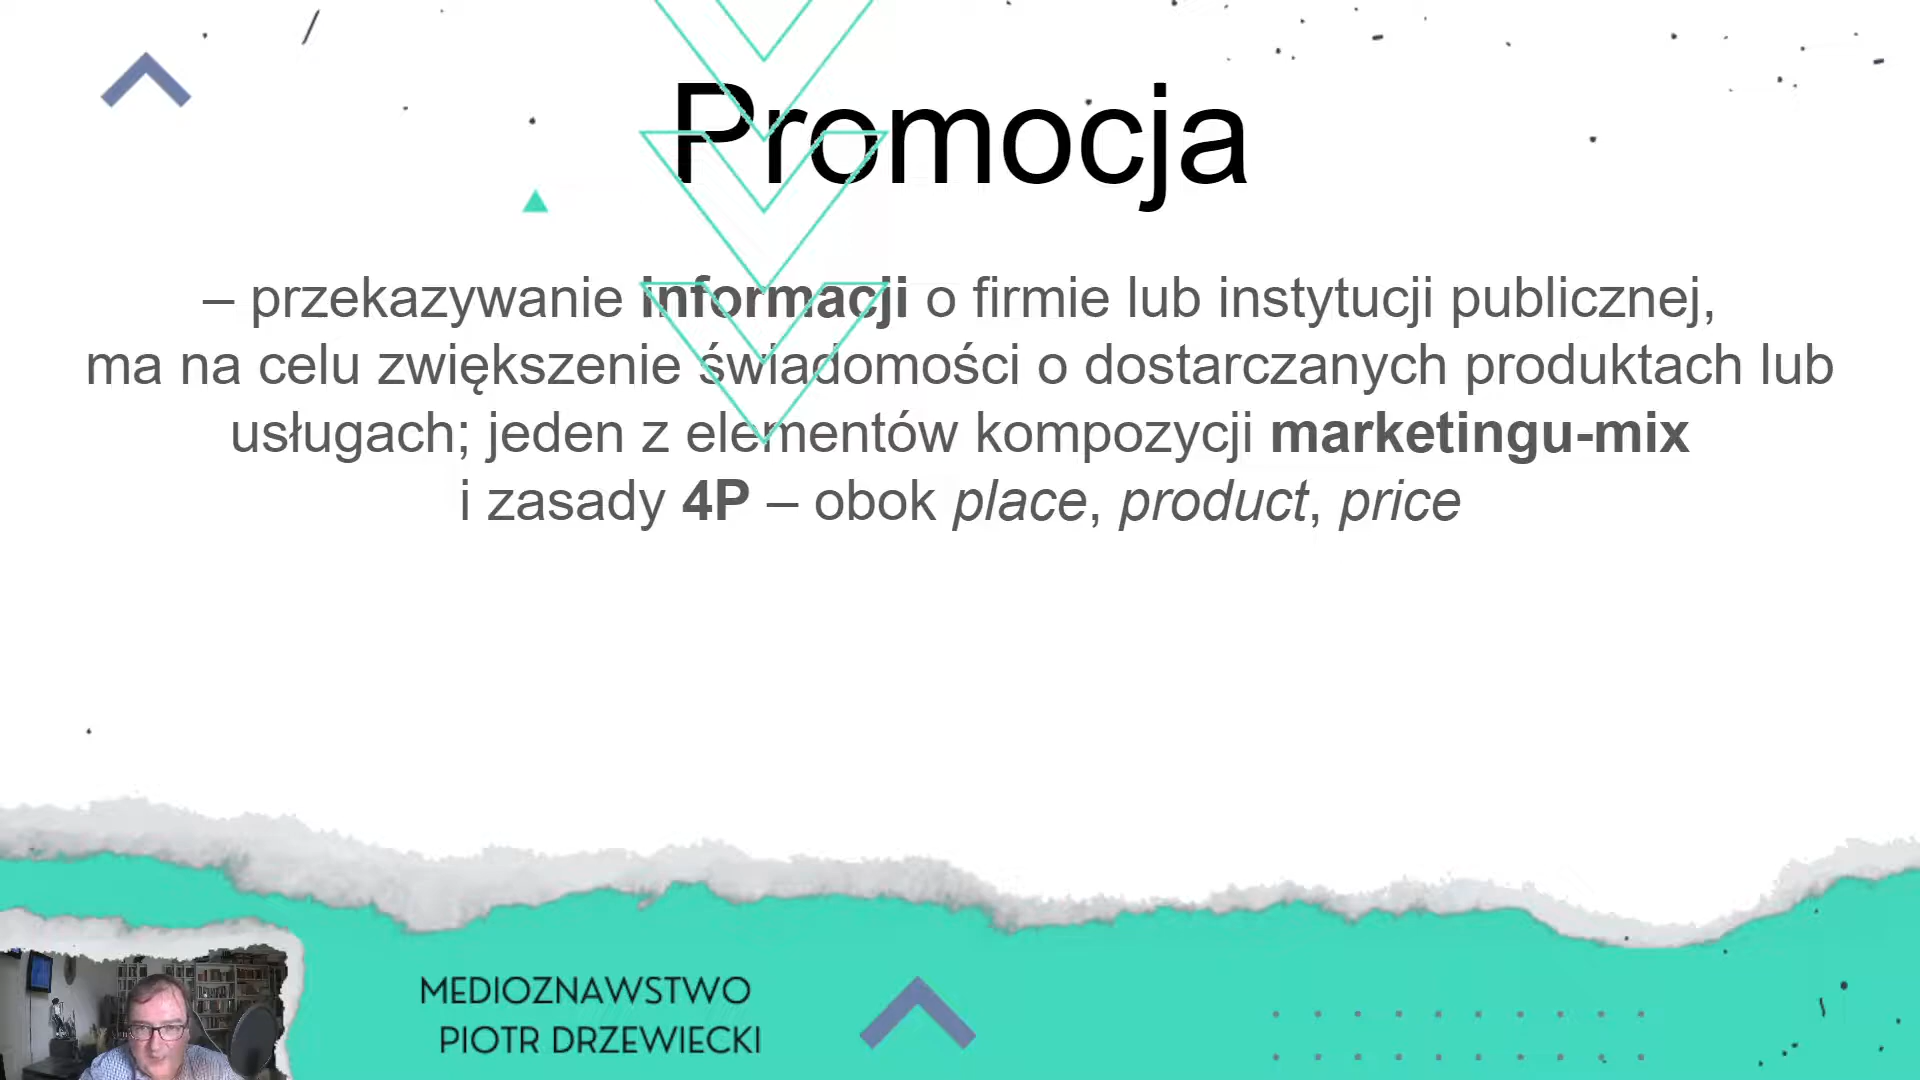 Promocja
– przekazywanie informacji o firmie lub instytucji publicznej,
ma na celu zwiększenie świadomości o dostarczanych produktach lub
usługach; jeden z elementów kompozycji marketingu-mix
i zasady 4P – obok place, product, price
MEDIOZNAWSTWO
PIOTR DRZEWIECKI